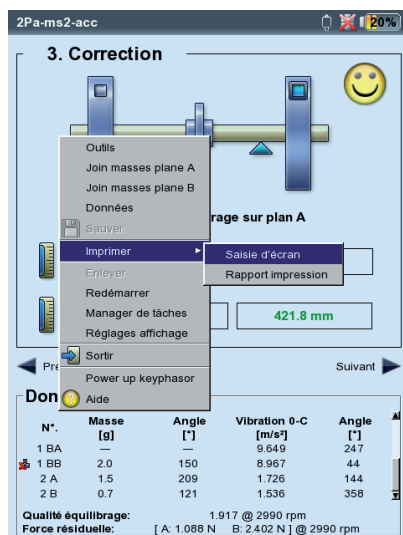 2Pa-ms2-acc 20%
3. Correction
Outils
Join masses plane A
Join masses plane B
Données
rage sur plan A
Sauver
Imprimer
Saisie d'écran
Enlever
Rapport impression
Redémarrer
Manager de tâches
421.8 mm
Réglages affichage
Pré
Sortir
Suivant
Power up keyphasor
Don
Aide
N°. Masse [g] Angle [°] Vibration 0-C [m/s²] Angle [°]
1 BA — — 9.649 247
1 BB 2.0 150 8.967 44
2 A 1.5 209 1.726 144
2 B 0.7 121 1.536 358
Qualité équilibrage: 1.917 @ 2990 rpm
Force résiduelle: [ A: 1.088 N B: 2.402 N ] @ 2990 rpm